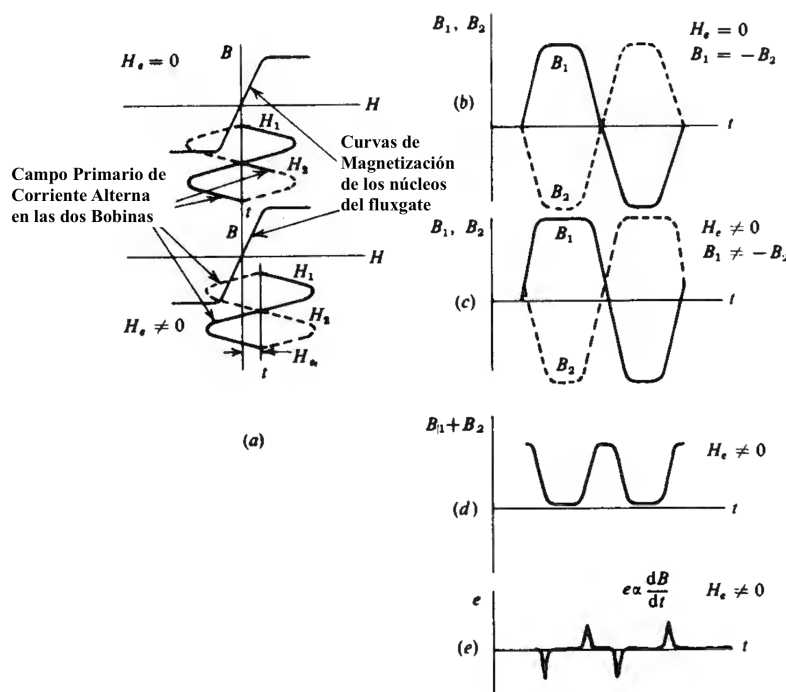 H_e = 0
B
H
H_1
H_2
t
Campo Primario de
Corriente Alterna
en las dos Bobinas
Curvas de
Magnetización
de los núcleos
del fluxgate
B
H
H_1
H_2
H_e ≠ 0
H_e
t
(a)
B_1, B_2
H_e = 0
B_1 = -B_2
B_1
(b)
t
B_2
B_1, B_2
H_e ≠ 0
B_1 ≠ -B_2
B_1
(c)
t
B_2
B_1+B_2
H_e ≠ 0
(d)
t
e
e ∝ dB/dt
H_e ≠ 0
(e)
t